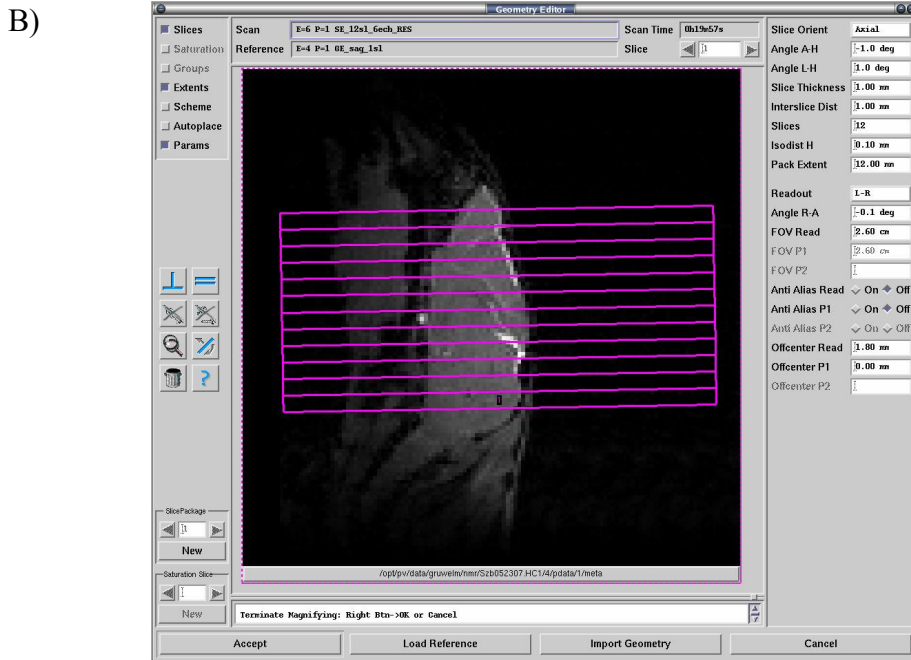 B)
Geometry Editor
Slices
Saturation
Groups
Extents
Scheme
Autoplace
Params
Scan E=6 P=1 SE_12sl_6ech_RES Scan Time 0h19m57s
Reference E=4 P=1 GE_sag_1sl Slice 1
Slice Orient Axial
Angle A-H -1.0 deg
Angle L-H 1.0 deg
Slice Thickness 1.00 mm
Interslice Dist 1.00 mm
Slices 12
Isodist H 0.10 mm
Pack Extent 12.00 mm
Readout L-R
Angle R-A -0.1 deg
FOV Read 2.60 cm
FOV P1 2.60 cm
FOV P2
Anti Alias Read On Off
Anti Alias P1 On Off
Anti Alias P2 On Off
Offcenter Read 1.80 mm
Offcenter P1 0.00 mm
Offcenter P2
1
SlicePackage
1
New
Saturation Slice
New
/opt/pv/data/gruwelm/nmr/Szb052307.HC1/4/pdata/1/meta
Terminate Magnifying: Right Btn->OK or Cancel
Accept Load Reference Import Geometry Cancel